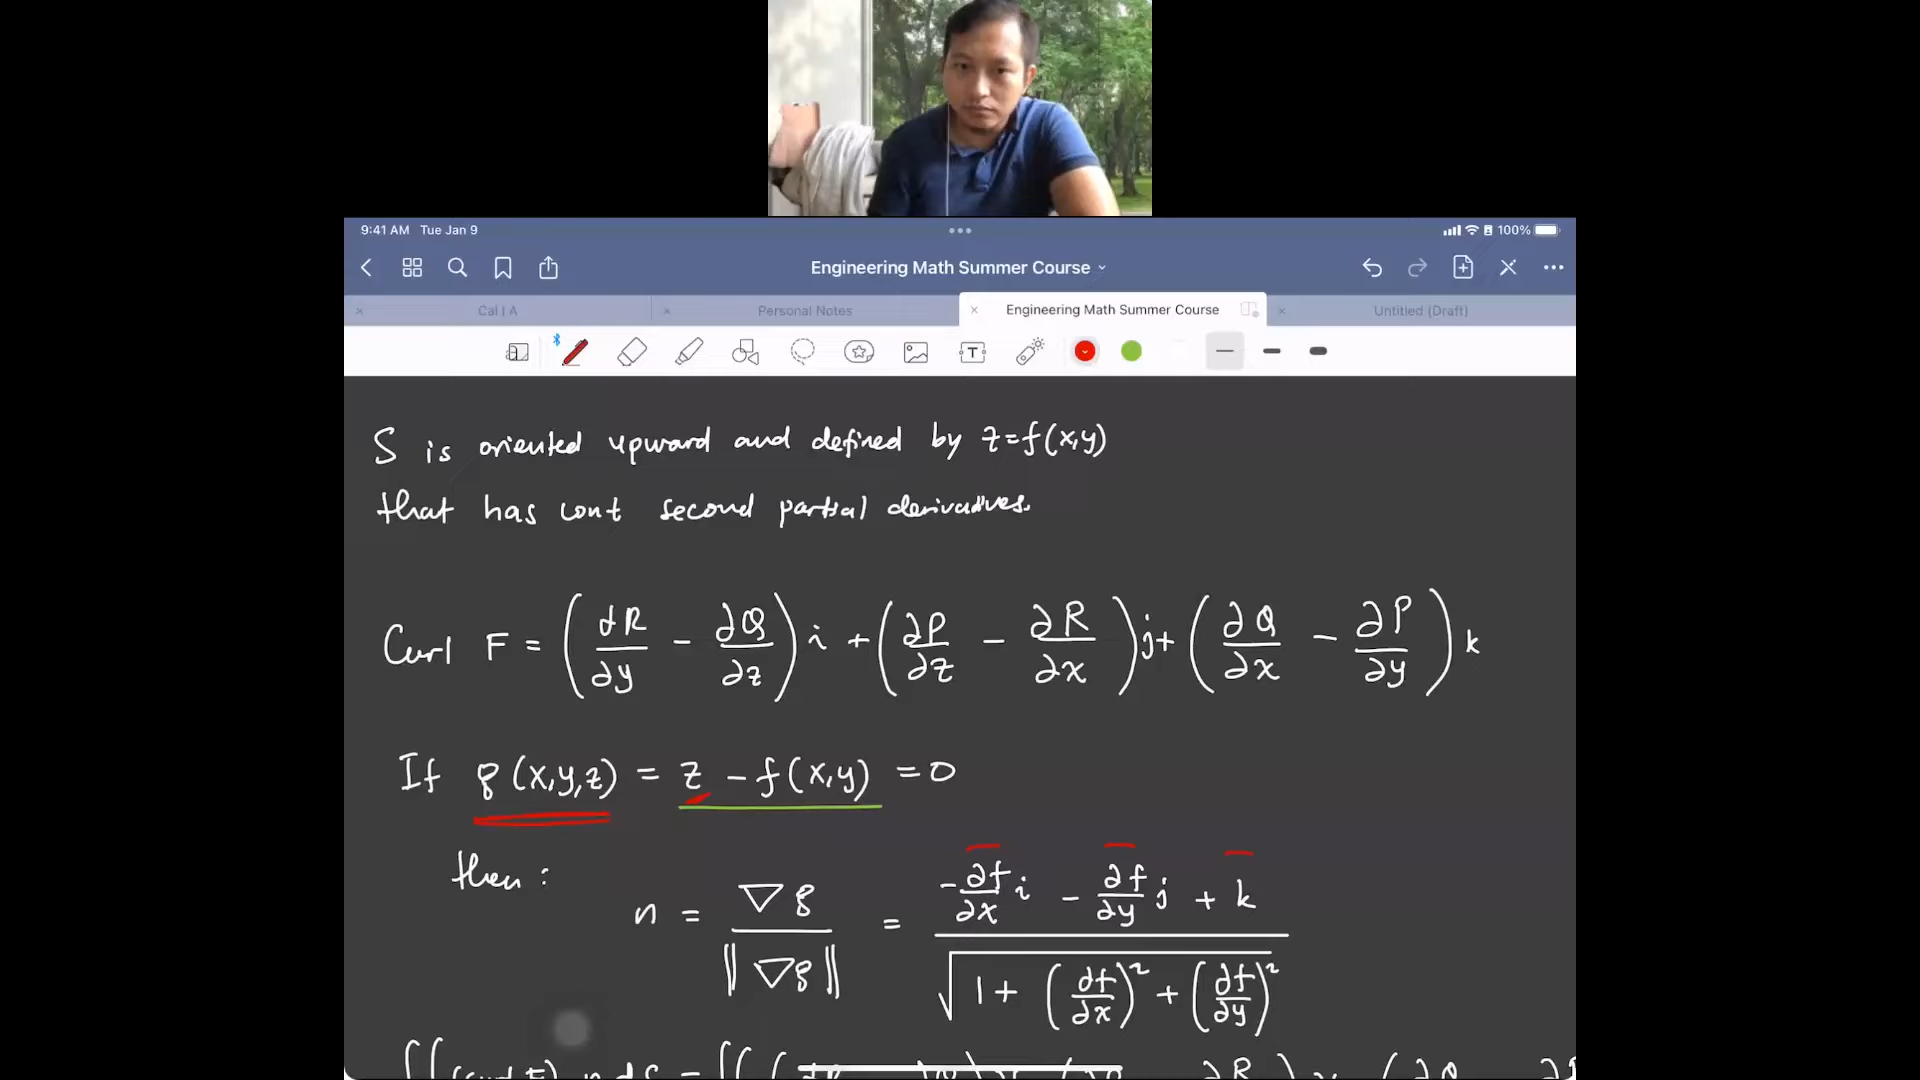 9:41 AM Tue Jan 9
100%
Engineering Math Summer Course
Cal I A
Personal Notes
Engineering Math Summer Course
Untitled (Draft)
S is oriented upward and defined by z=f(x,y)
that has cont second partial derivatives.
Curl F = (∂R/∂y - ∂Q/∂z) i + (∂P/∂z - ∂R/∂x) j + (∂Q/∂x - ∂P/∂y) k
If g(x,y,z) = z - f(x,y) = 0
then:
n = ∇g / ‖∇g‖ = (-∂f/∂x i - ∂f/∂y j + k) / √(1 + (∂f/∂x)² + (∂f/∂y)²)